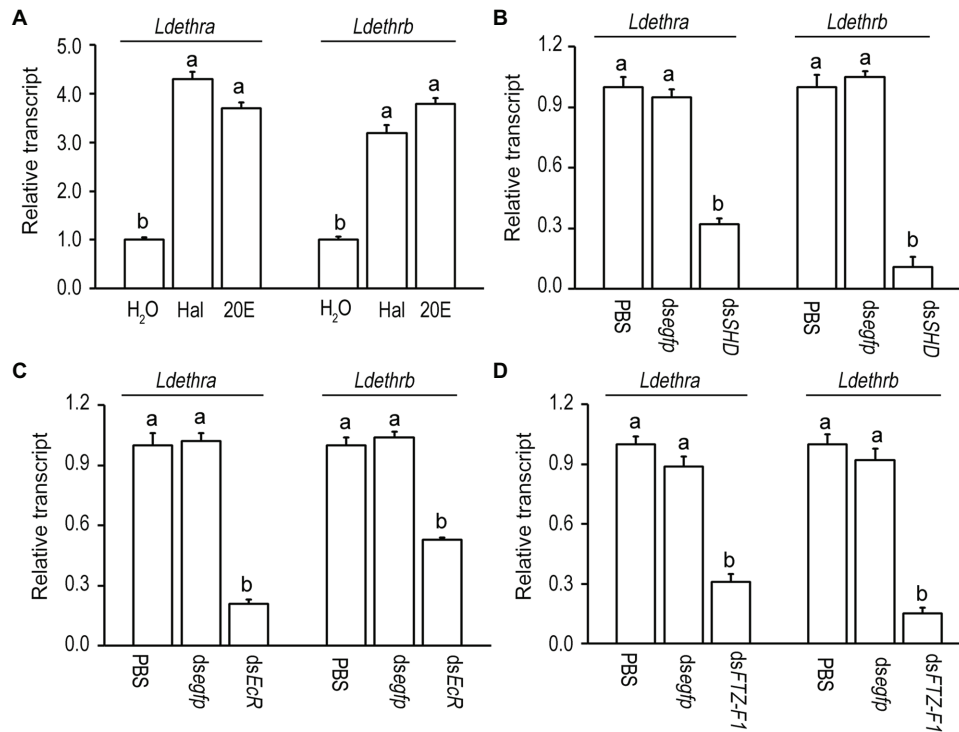 A
Ldethra Ldethrb
Relative transcript
5.0
4.0
3.0
2.0
1.0
0.0
b a a b a a
H₂O Hal 20E H₂O Hal 20E
B
Ldethra Ldethrb
Relative transcript
1.2
0.9
0.6
0.3
0.0
a a b a a b
PBS dsegfp dsSHD PBS dsegfp dsSHD
C
Ldethra Ldethrb
Relative transcript
1.2
0.9
0.6
0.3
0.0
a a b a a b
PBS dsegfp dsEcR PBS dsegfp dsEcR
D
Ldethra Ldethrb
Relative transcript
1.2
0.9
0.6
0.3
0.0
a a b a a b
PBS dsegfp dsFTZ-F1 PBS dsegfp dsFTZ-F1